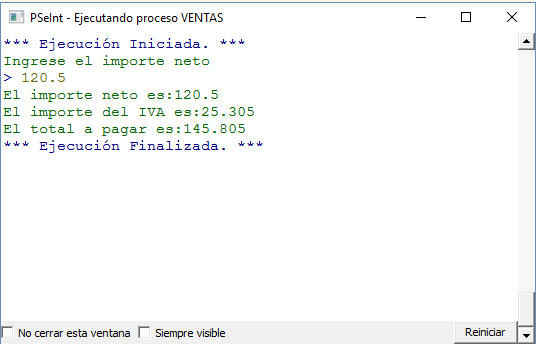 PSeInt - Ejecutando proceso VENTAS
*** Ejecución Iniciada. ***
Ingrese el importe neto
> 120.5
El importe neto es:120.5
El importe del IVA es:25.305
El total a pagar es:145.805
*** Ejecución Finalizada. ***
No cerrar esta ventana Siempre visible Reiniciar